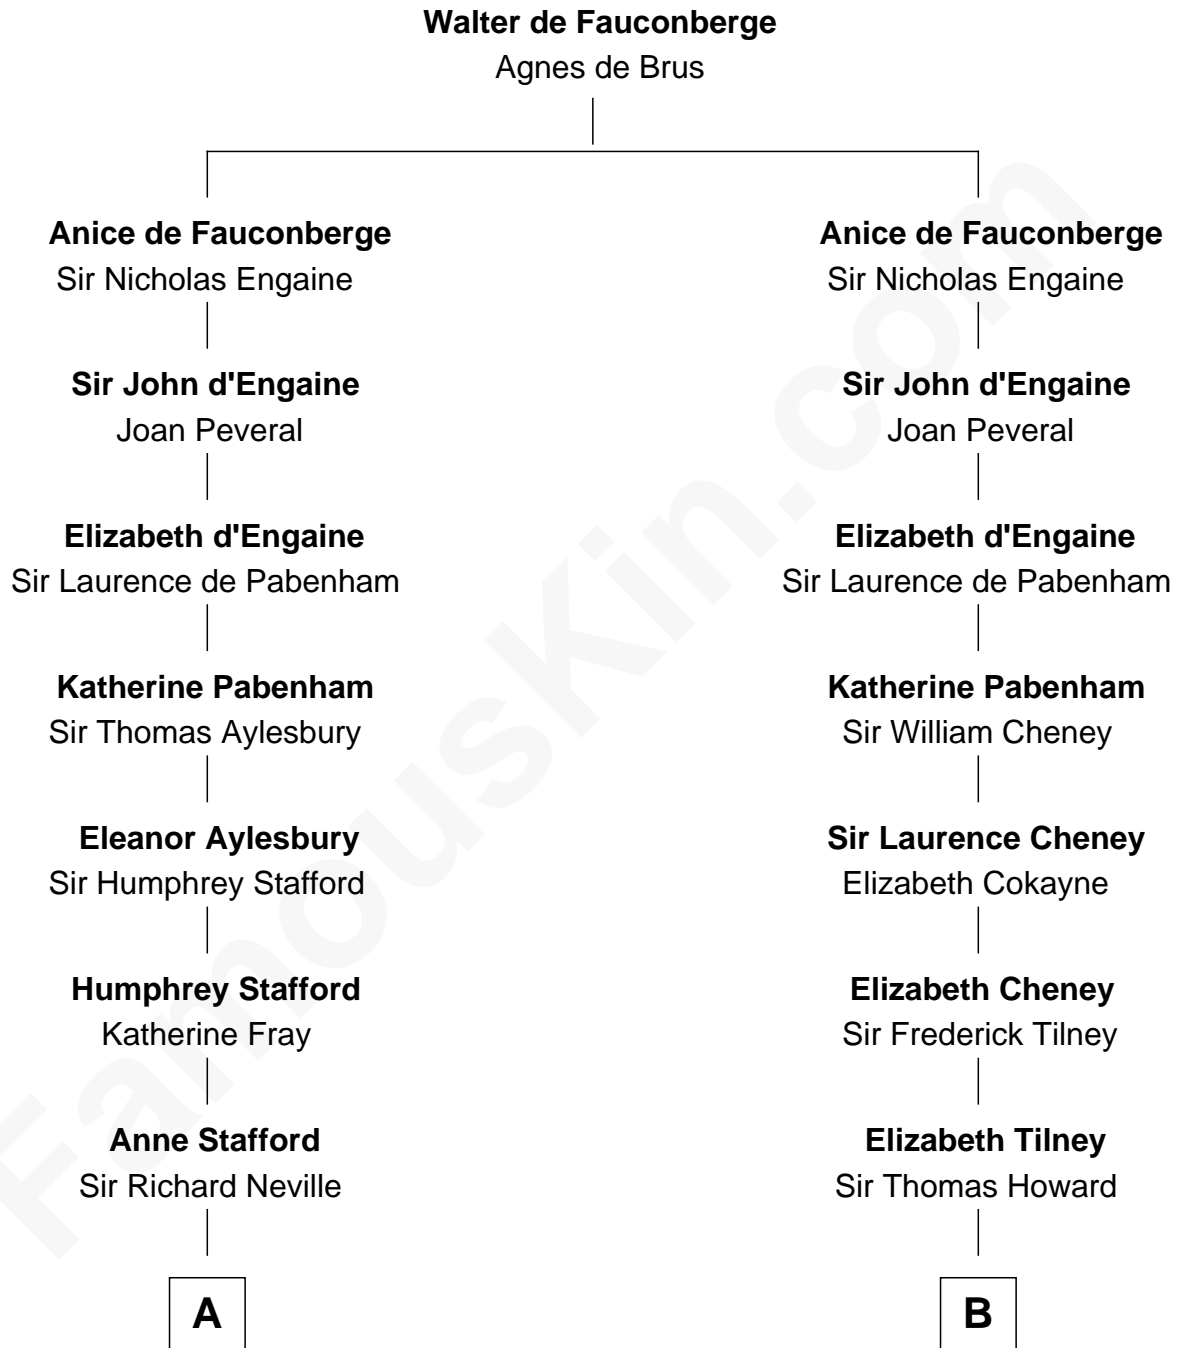 Walter de Fauconberge
Agnes de Brus
Anice de Fauconberge
Sir Nicholas Engaine
Anice de Fauconberge
Sir Nicholas Engaine
Sir John d'Engaine
Joan Peveral
Sir John d'Engaine
Joan Peveral
Elizabeth d'Engaine
Sir Laurence de Pabenham
Elizabeth d'Engaine
Sir Laurence de Pabenham
Katherine Pabenham
Sir Thomas Aylesbury
Katherine Pabenham
Sir William Cheney
Eleanor Aylesbury
Sir Humphrey Stafford
Sir Laurence Cheney
Elizabeth Cokayne
Humphrey Stafford
Katherine Fray
Elizabeth Cheney
Sir Frederick Tilney
Anne Stafford
Sir Richard Neville
Elizabeth Tilney
Sir Thomas Howard
A
B
FamousKin.com